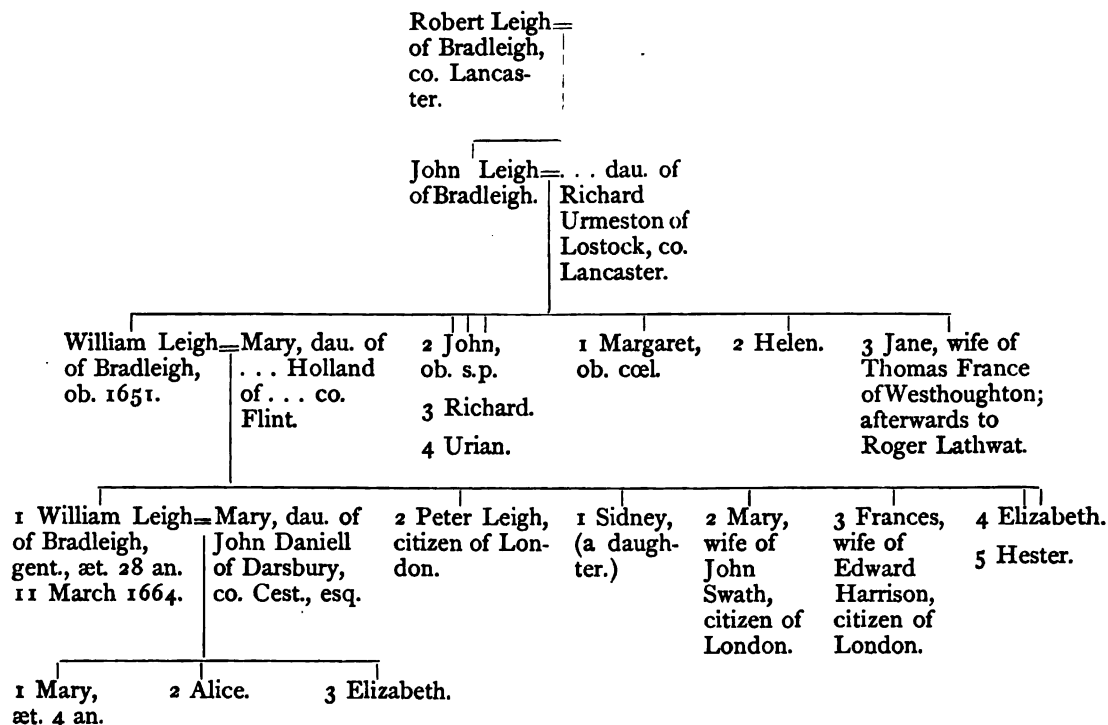 Robert Leigh=
of Bradleigh,
co. Lancas-
ter.
John Leigh=. . . dau. of
of Bradleigh. Richard
Urmeston of
Lostock, co.
Lancaster.
William Leigh=
of Bradleigh,
ob. 1651.
Mary, dau. of
. . . Holland
of . . . co.
Flint.
2 John,
ob. s.p.
3 Richard.
4 Urian.
1 Margaret,
ob. cœl.
2 Helen.
3 Jane, wife of
Thomas France
of Westhoughton;
afterwards to
Roger Lathwat.
1 William Leigh=
of Bradleigh,
gent., æt. 28 an.
11 March 1664.
Mary, dau. of
John Daniell
of Darsbury,
co. Cest., esq.
2 Peter Leigh,
citizen of Lon-
don.
1 Sidney,
(a daugh-
ter.)
2 Mary,
wife of
John
Swath,
citizen of
London.
3 Frances,
wife of
Edward
Harrison,
citizen of
London.
4 Elizabeth.
5 Hester.
1 Mary,
æt. 4 an.
2 Alice.
3 Elizabeth.